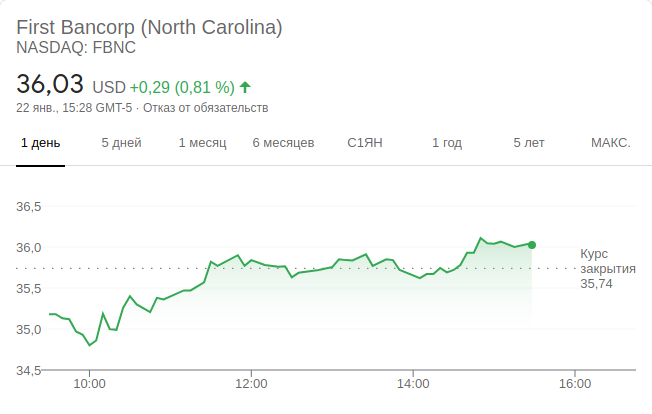 First Bancorp (North Carolina)
NASDAQ: FBNC
36,03 USD +0,29 (0,81 %)
22 янв., 15:28 GMT-5 · Отказ от обязательств
1 день 5 дней 1 месяц 6 месяцев С1ЯН 1 год 5 лет МАКС.
36,5
36,0
35,5
35,0
34,5
Курс
закрытия
35,74
10:00 12:00 14:00 16:00